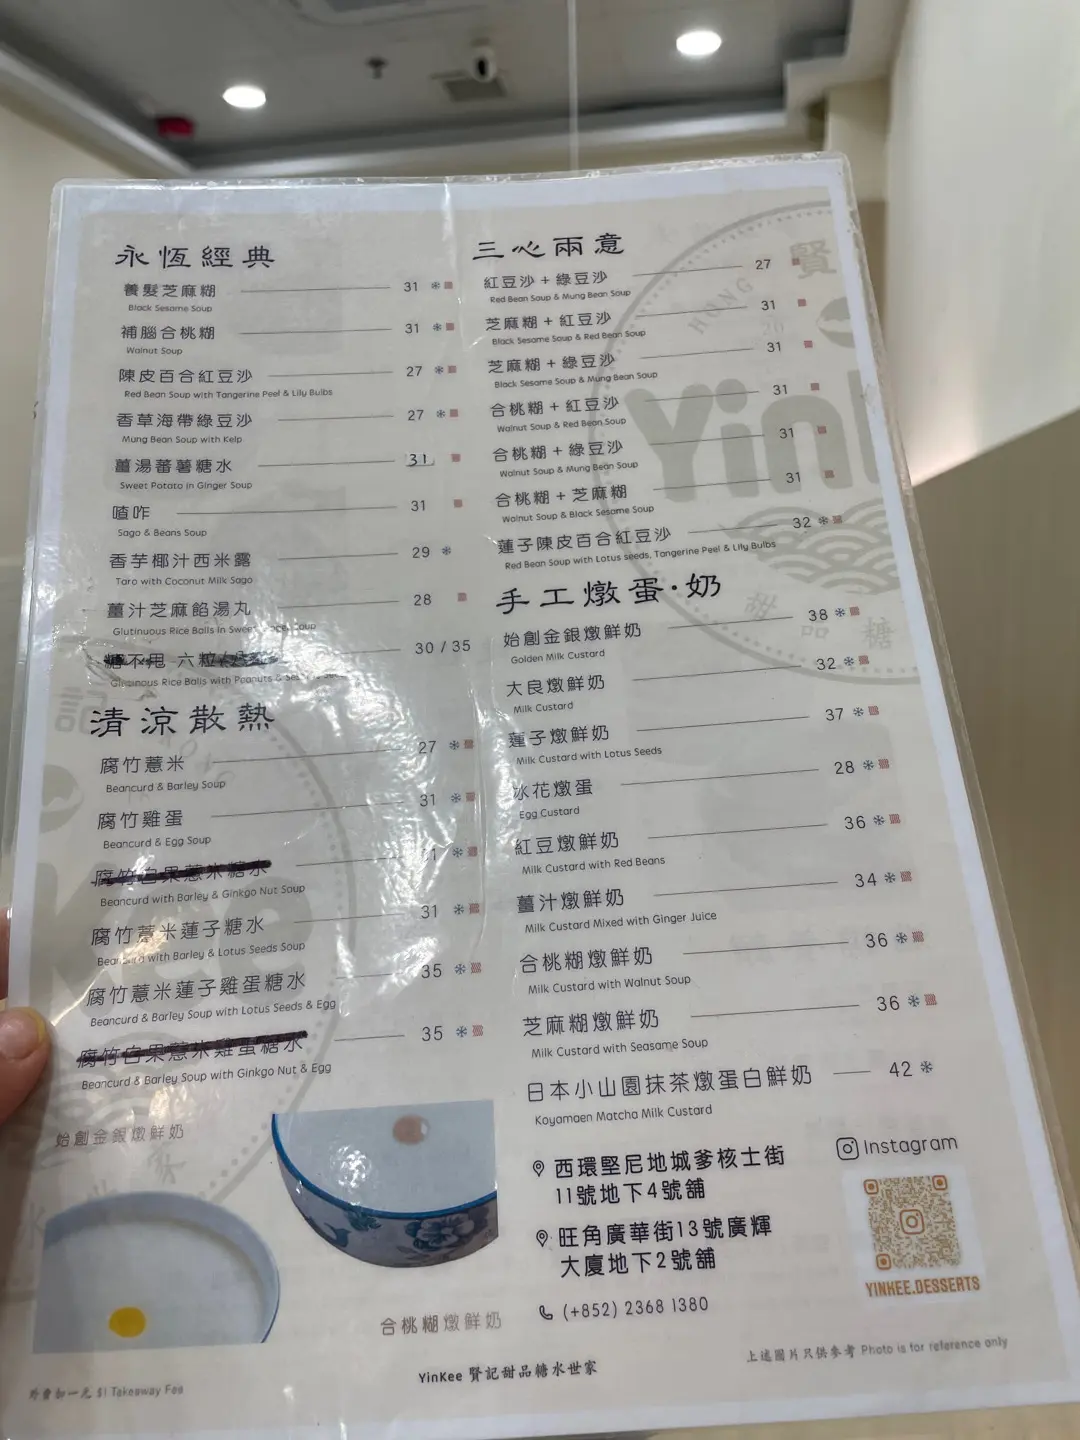 永恆經典
養髮芝麻糊 31
Black Sesame Soup
補腦合桃糊 31
Walnut Soup
陳皮百合紅豆沙 27
Red Bean Soup with Tangerine Peel & Lily Bulbs
香草海帶綠豆沙 27
Mung Bean Soup with Kelp
薑湯蕃薯糖水 31
Sweet Potato in Ginger Soup
喳咋 31
Sago & Beans Soup
香芋椰汁西米露 29
Taro with Coconut Milk Sago
薑汁芝麻餡湯丸 28
Glutinous Rice Balls in Sweet Soup
糖不甩 六粒 30 / 35
Glutinous Rice Balls with Peanuts &
清涼散熱
腐竹薏米 27
Beancurd & Barley Soup
腐竹雞蛋 31
Beancurd & Egg Soup
腐竹白果薏米糖水 31
Beancurd with Barley & Ginkgo Nut Soup
腐竹薏米蓮子糖水 31
Beancurd with Barley & Lotus Seeds Soup
腐竹薏米蓮子雞蛋糖水 35
Beancurd & Barley Soup with Lotus Seeds & Egg
腐竹白果薏米雞蛋糖水 35
Beancurd & Barley Soup with Ginkgo Nut & Egg
始創金銀燉鮮奶
合桃糊燉鮮奶
外賣加一元 $1 Takeaway Fee
三心兩意
紅豆沙 + 綠豆沙 27
Red Bean Soup & Mung Bean Soup
芝麻糊 + 紅豆沙 31
Black Sesame Soup & Red Bean Soup
芝麻糊 + 綠豆沙 31
Black Sesame Soup & Mung Bean Soup
合桃糊 + 紅豆沙 31
Walnut Soup & Red Bean Soup
合桃糊 + 綠豆沙 31
Walnut Soup & Mung Bean Soup
合桃糊 + 芝麻糊 31
Walnut Soup & Black Sesame Soup
蓮子陳皮百合紅豆沙 32
Red Bean Soup with Lotus seeds, Tangerine Peel & Lily Bulbs
手工燉蛋·奶
始創金銀燉鮮奶 38
Golden Milk Custard
大良燉鮮奶 32
Milk Custard
蓮子燉鮮奶 37
Milk Custard with Lotus Seeds
冰花燉蛋 28
Egg Custard
紅豆燉鮮奶 36
Milk Custard with Red Beans
薑汁燉鮮奶 34
Milk Custard Mixed with Ginger Juice
合桃糊燉鮮奶 36
Milk Custard with Walnut Soup
芝麻糊燉鮮奶 36
Milk Custard with Seasame Soup
日本小山園抹茶燉蛋白鮮奶 42
Koyamaen Matcha Milk Custard
西環堅尼地城爹核士街
11號地下4號舖
旺角廣華街13號廣輝
大廈地下2號舖
(+852) 2368 1380
Instagram
YINKEE.DESSERTS
上述圖片只供參考 Photo is for reference only
YinKee 賢記甜品糖水世家